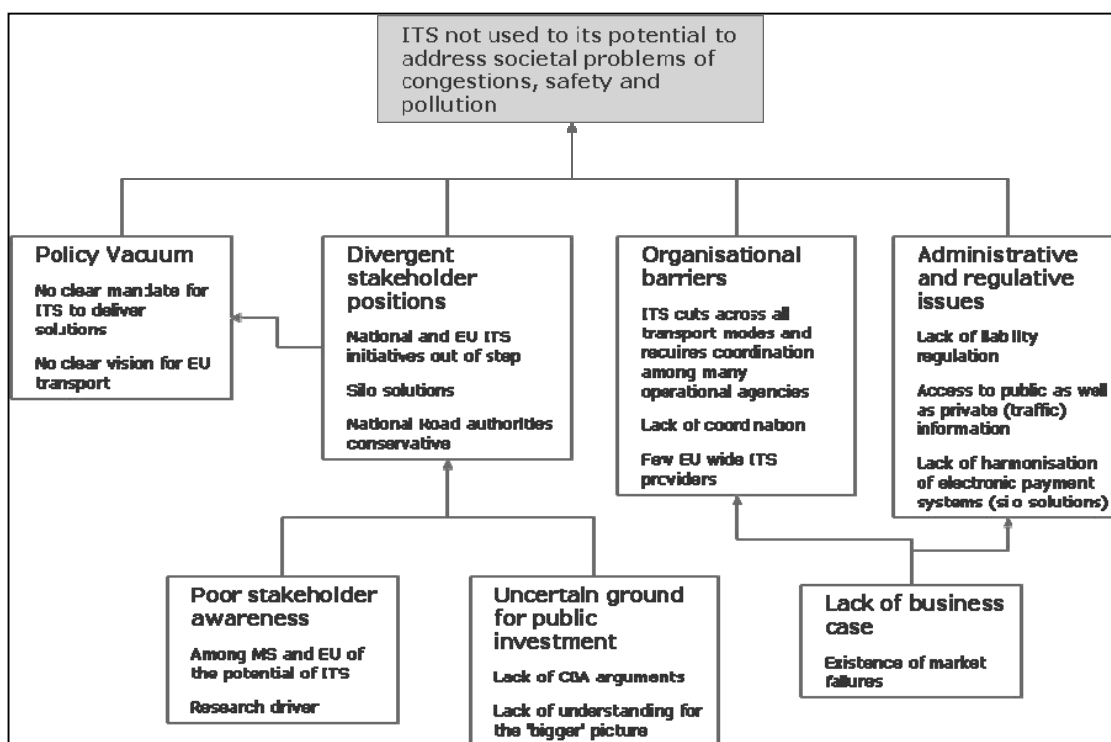 ITS not used to its potential to
address societal problems of
congestions, safety and
pollution
Policy Vacuum
No clear mandate for
ITS to deliver
solutions
No clear vision for EU
transport
Divergent
stakeholder
positions
National and EU ITS
initiatives out of step
Silo solutions
National Road authorities
conservative
Organisational
barriers
ITS cuts across all
transport modes and
requires coordination
among many
operational agencies
Lack of coordination
Few EU wide ITS
providers
Administrative
and regulative
issues
Lack of liability
regulation
Access to public as well
as private (traffic)
information
Lack of harmonisation
of electronic payment
systems (silo solutions)
Poor stakeholder
awareness
Among MS and EU of
the potential of ITS
Research driver
Uncertain ground
for public
investment
Lack of CBA arguments
Lack of understanding for
the 'bigger' picture
Lack of business
case
Existence of market
failures